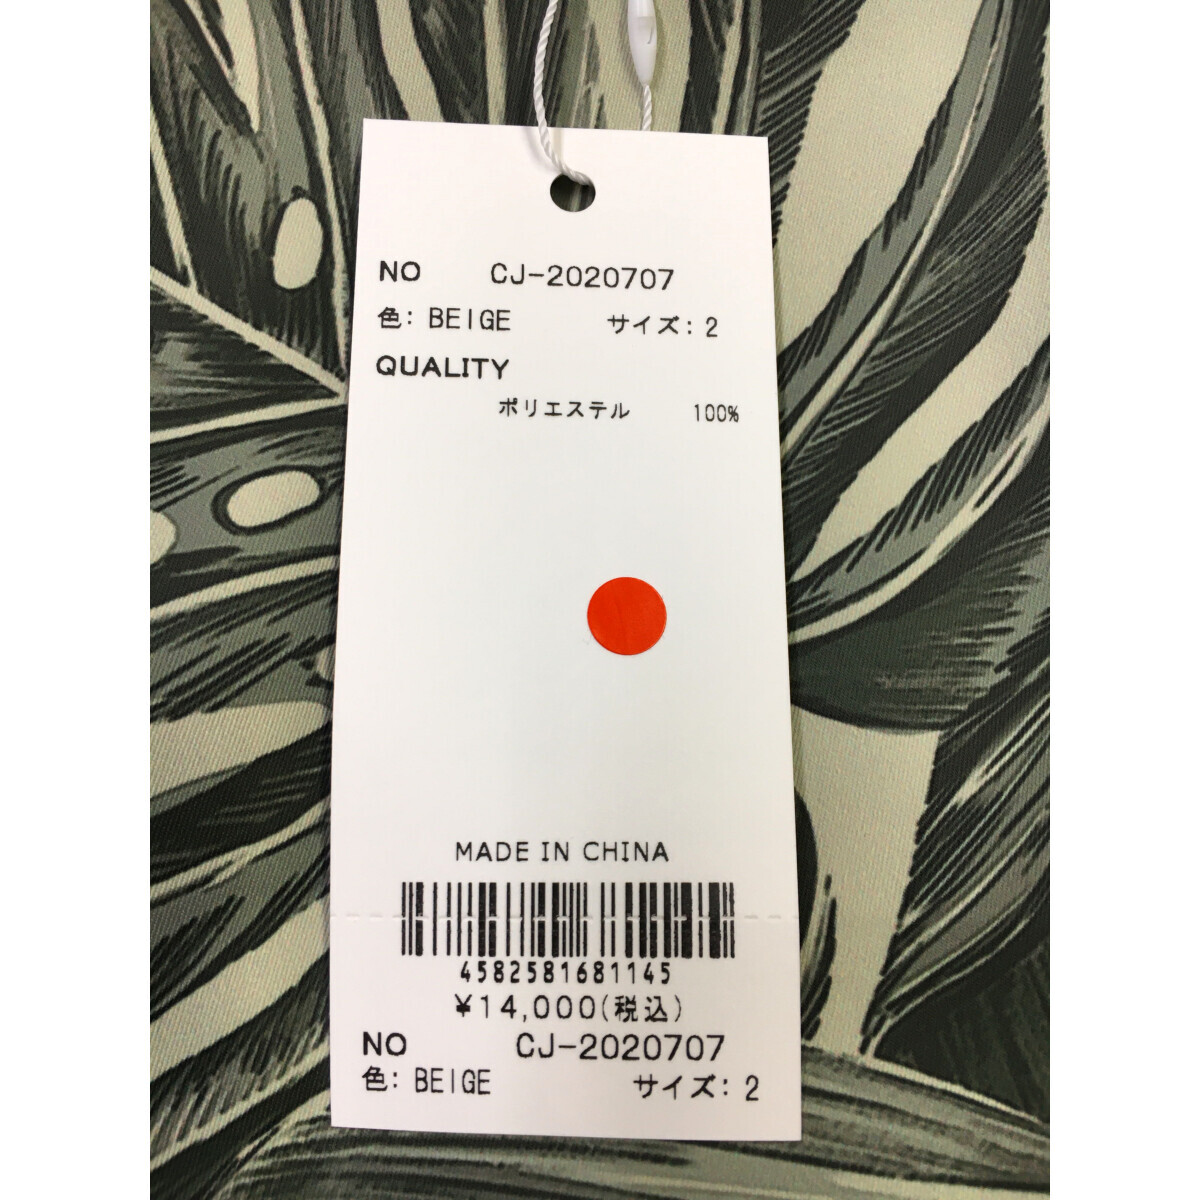 NO CJ-2020707
色: BEIGE サイズ: 2
QUALITY
ポリエステル 100%
MADE IN CHINA
4582581681145
¥14,000(税込)
NO CJ-2020707
色: BEIGE サイズ: 2